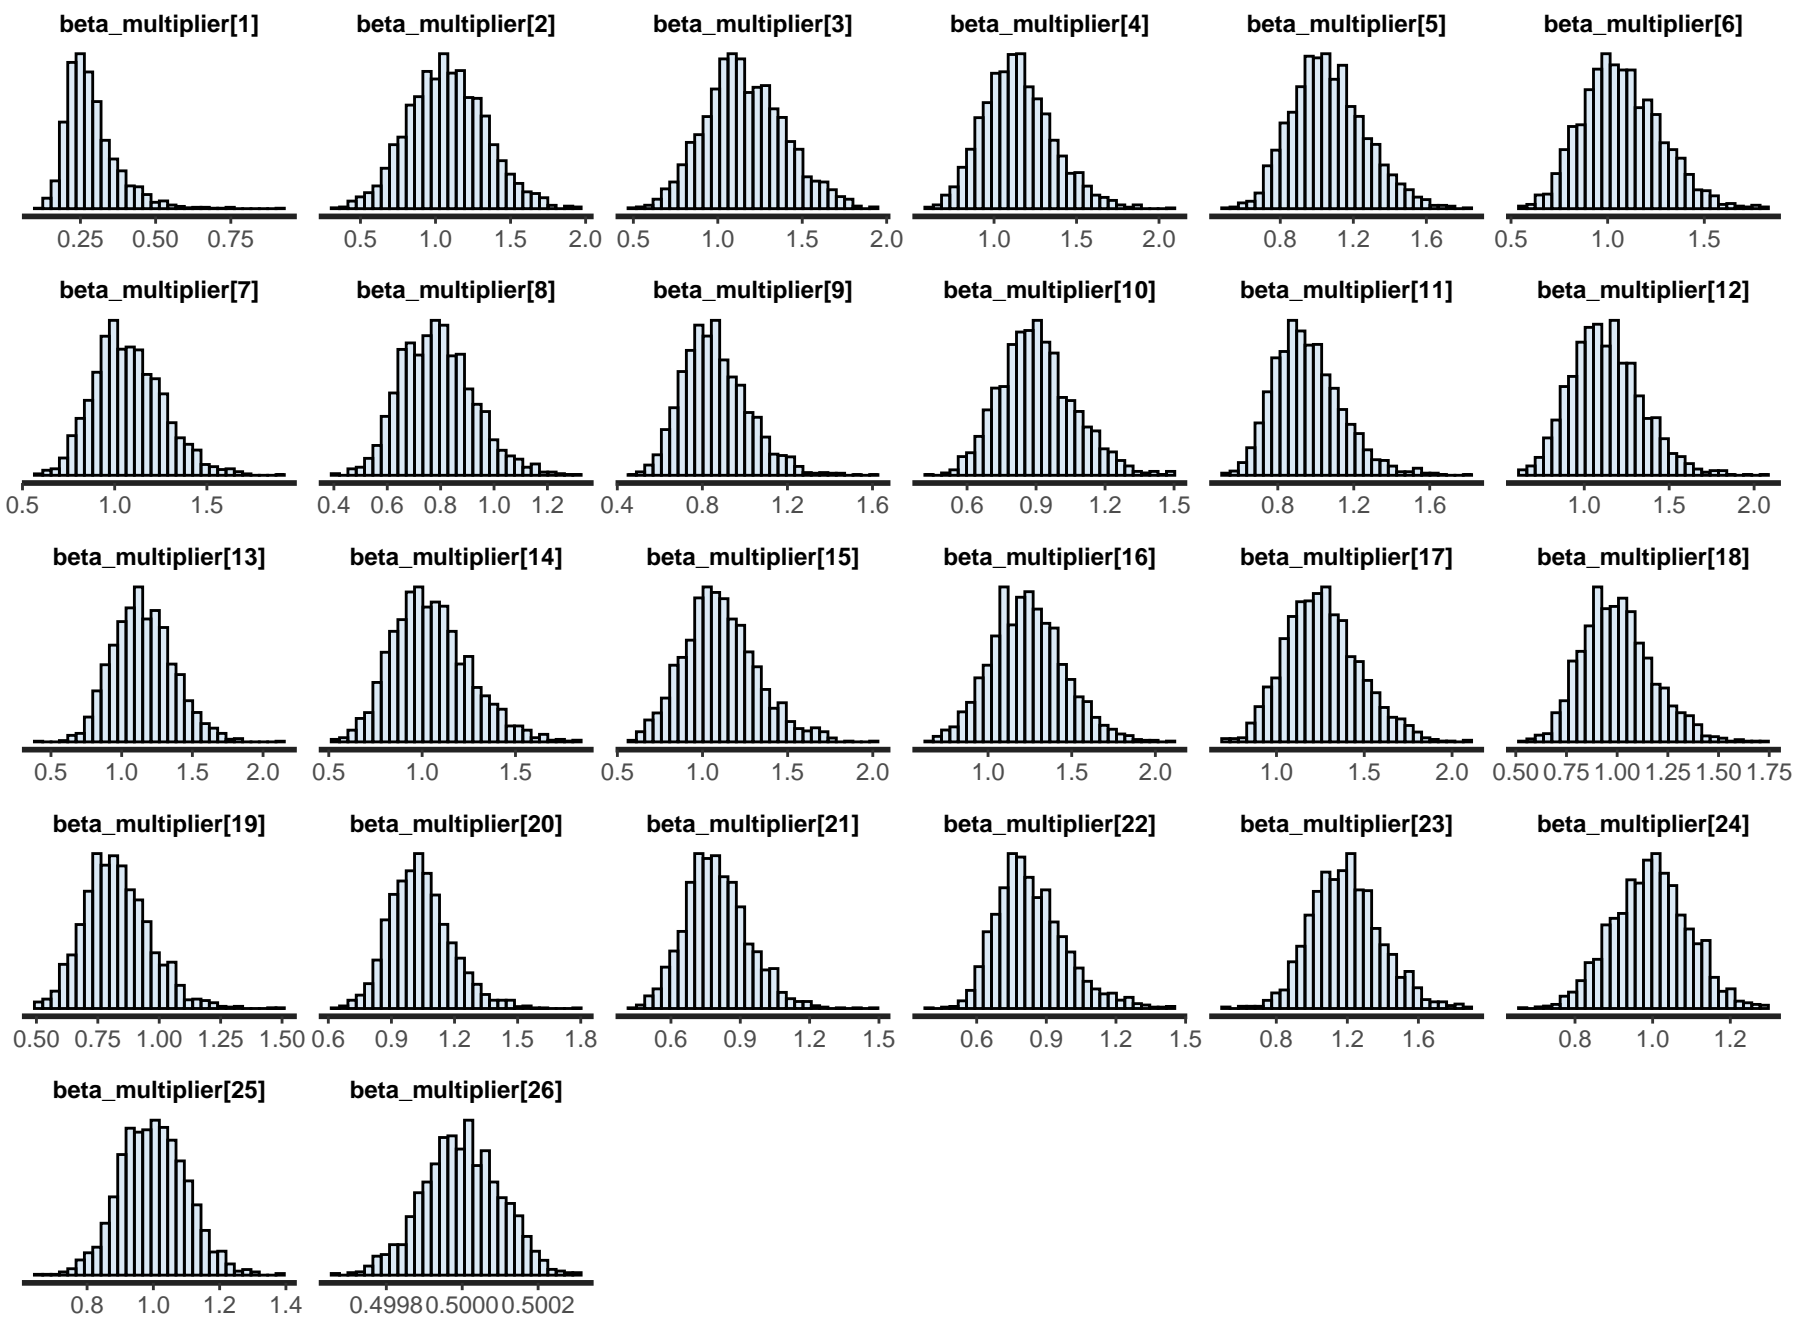 beta_multiplier[1] beta_multiplier[2] beta_multiplier[3] beta_multiplier[4] beta_multiplier[5] beta_multiplier[6]
0.25 0.50 0.75 0.5 1.0 1.5 2.0 0.5 1.0 1.5 2.0 1.0 1.5 2.0 0.8 1.2 1.6 0.5 1.0 1.5
beta_multiplier[7] beta_multiplier[8] beta_multiplier[9] beta_multiplier[10] beta_multiplier[11] beta_multiplier[12]
0.5 1.0 1.5 0.4 0.6 0.8 1.0 1.2 0.4 0.8 1.2 1.6 0.6 0.9 1.2 1.5 0.8 1.2 1.6 1.0 1.5 2.0
beta_multiplier[13] beta_multiplier[14] beta_multiplier[15] beta_multiplier[16] beta_multiplier[17] beta_multiplier[18]
0.5 1.0 1.5 2.0 0.5 1.0 1.5 0.5 1.0 1.5 2.0 1.0 1.5 2.0 1.0 1.5 2.0 0.50 0.75 1.00 1.25 1.50 1.75
beta_multiplier[19] beta_multiplier[20] beta_multiplier[21] beta_multiplier[22] beta_multiplier[23] beta_multiplier[24]
0.50 0.75 1.00 1.25 1.50 0.6 0.9 1.2 1.5 1.8 0.6 0.9 1.2 1.5 0.6 0.9 1.2 1.5 0.8 1.2 1.6 0.8 1.0 1.2
beta_multiplier[25] beta_multiplier[26]
0.8 1.0 1.2 1.4 0.4998 0.5000 0.5002